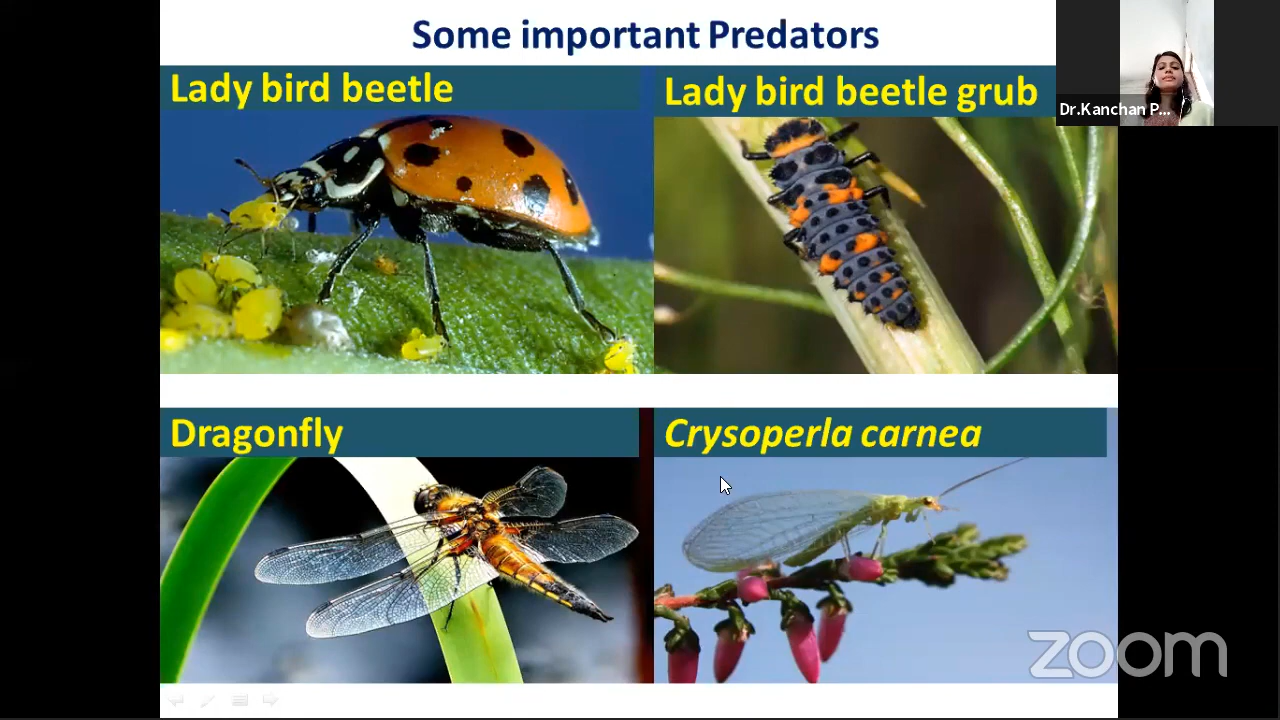 Some important Predators
Lady bird beetle
Lady bird beetle grub
Dr.Kanchan P...
Dragonfly
Crysoperla carnea
zoom